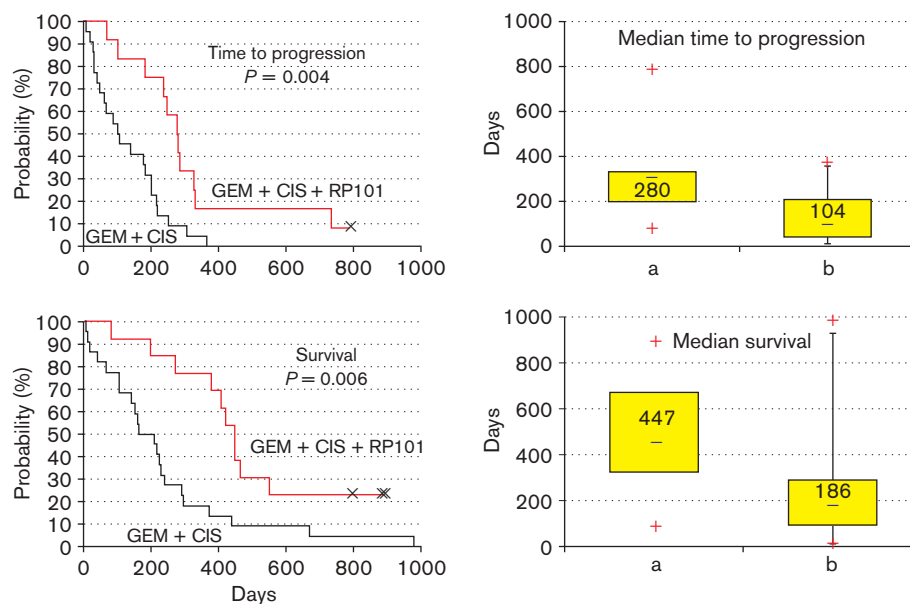 100
90
80
70
60
50
40
30
20
10
0
Probability (%)
Time to progression
P = 0.004
GEM + CIS + RP101
GEM + CIS
0 200 400 600 800 1000
1000
800
600
400
200
0
Days
Median time to progression
280
104
a b
100
90
80
70
60
50
40
30
20
10
0
Probability (%)
Survival
P = 0.006
GEM + CIS + RP101
GEM + CIS
0 200 400 600 800 1000
Days
1000
800
600
400
200
0
Days
Median survival
447
186
a b